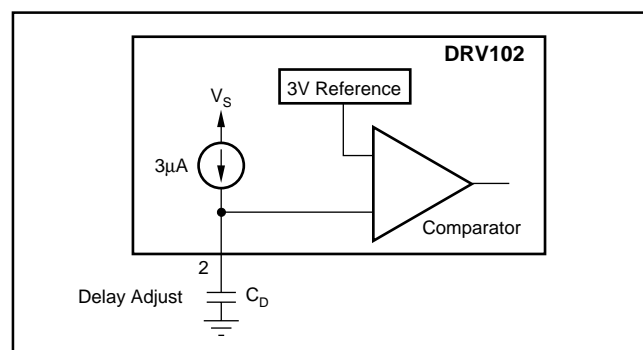 DRV102
3V Reference
V_S
3μA
Comparator
2
Delay Adjust
C_D